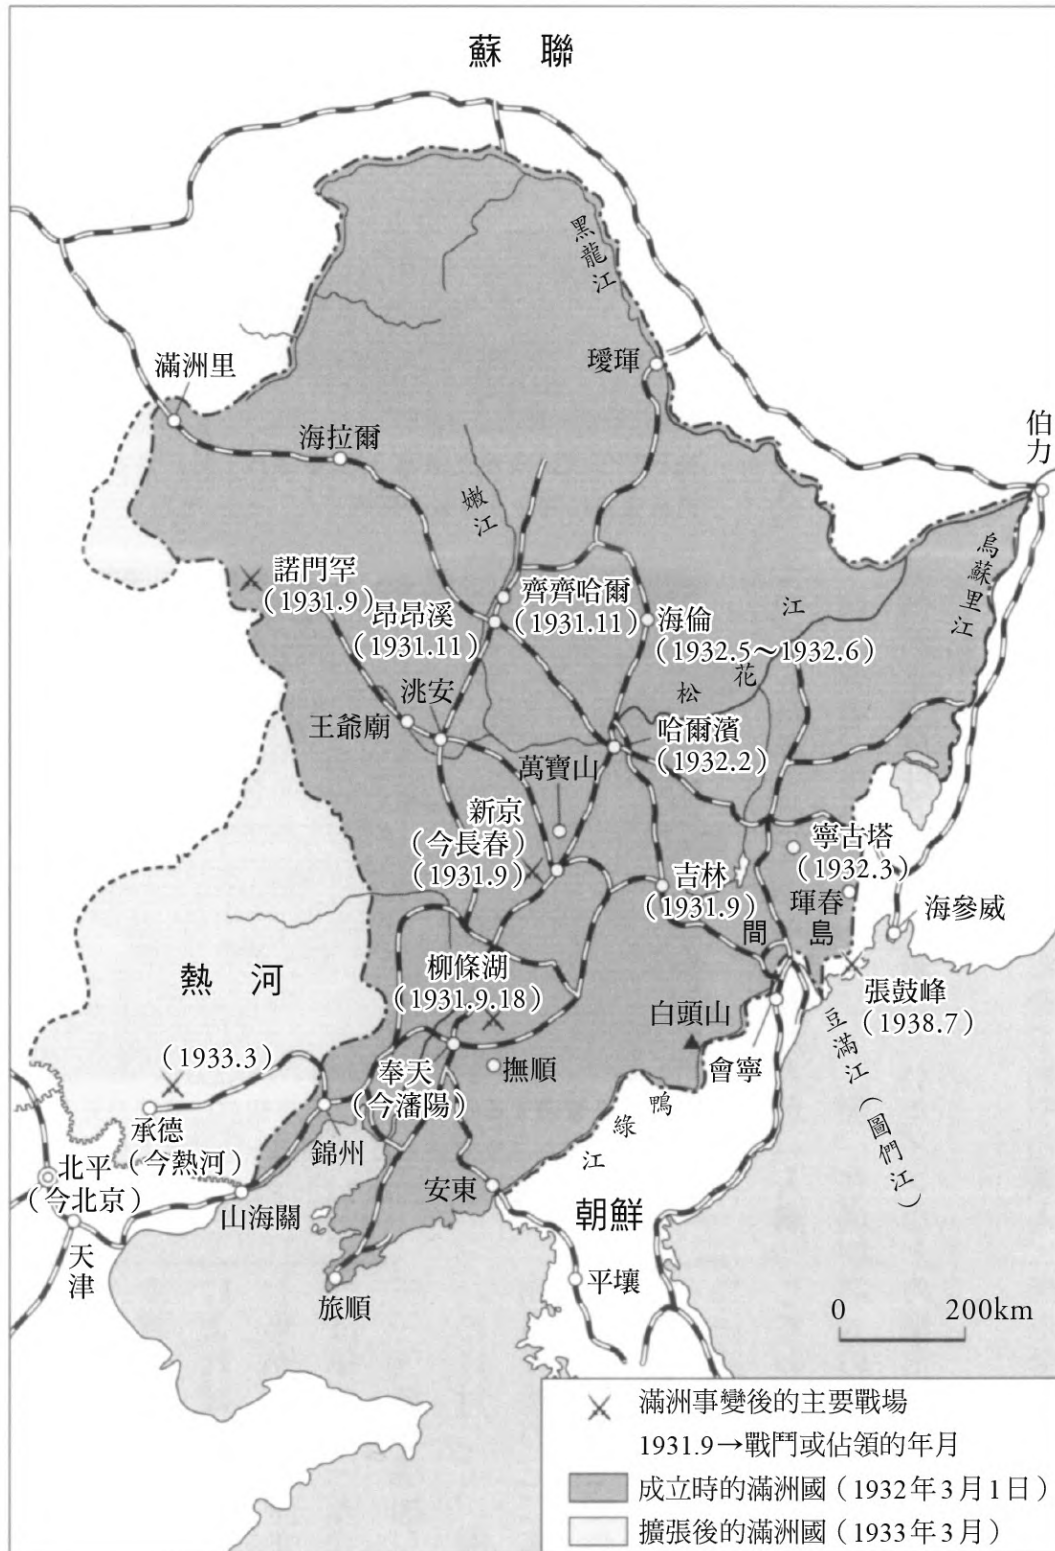 蘇 聯
黑龍江
璦琿
滿洲里
海拉爾
伯力
嫩江
烏蘇里江
諾門罕
（1931.9）
昂昂溪
（1931.11）
齊齊哈爾
（1931.11）
海倫
（1932.5～1932.6）
松花江
洮安
王爺廟
哈爾濱
（1932.2）
萬寶山
新京
（今長春）
（1931.9）
寧古塔
（1932.3）
吉林
（1931.9）
琿春
間島
海參威
熱 河
柳條湖
（1931.9.18）
張鼓峰
（1938.7）
白頭山
豆滿江（圖們江）
（1933.3）
奉天
（今瀋陽）
撫順
會寧
鴨綠江
承德
（今熱河）
錦州
北平
（今北京）
安東
山海關
朝鮮
天津
旅順
平壤
0 200km
滿洲事變後的主要戰場
1931.9→戰鬥或佔領的年月
成立時的滿洲國（1932年3月1日）
擴張後的滿洲國（1933年3月）